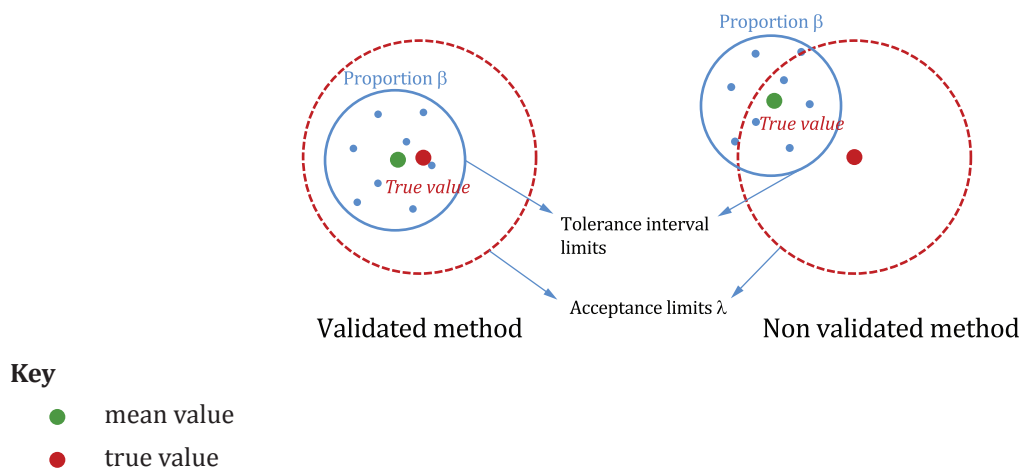 Proportion β
Proportion β
True value
True value
Tolerance interval
limits
Acceptance limits λ
Validated method
Non validated method
Key
mean value
true value